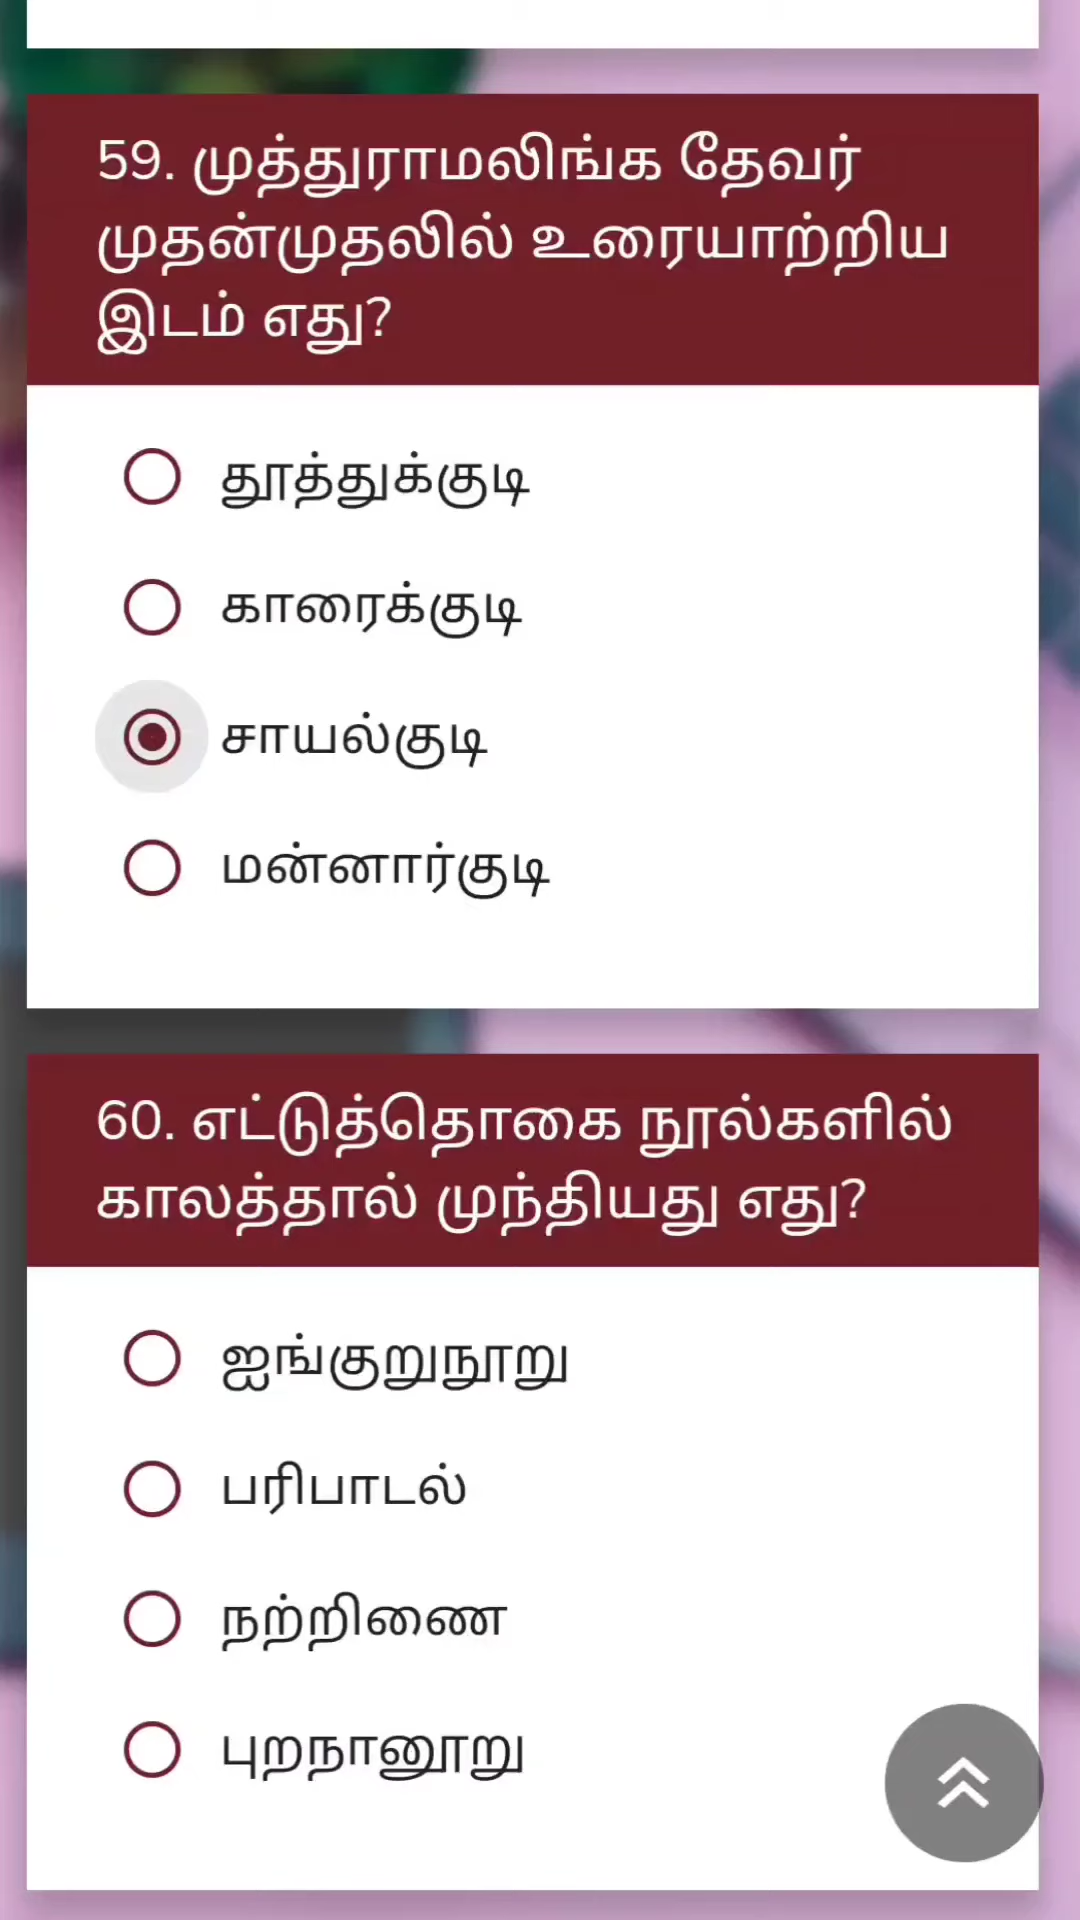 59. முத்துராமலிங்க தேவர்
முதன்முதலில் உரையாற்றிய
இடம் எது?
தூத்துக்குடி
காரைக்குடி
சாயல்குடி
மன்னார்குடி
60. எட்டுத்தொகை நூல்களில்
காலத்தால் முந்தியது எது?
ஐங்குறுநூறு
பரிபாடல்
நற்றிணை
புறநானூறு